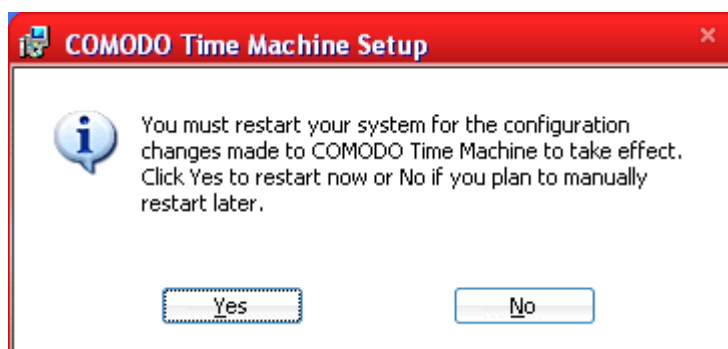 COMODO Time Machine Setup
You must restart your system for the configuration
changes made to COMODO Time Machine to take effect.
Click Yes to restart now or No if you plan to manually
restart later.
Yes
No